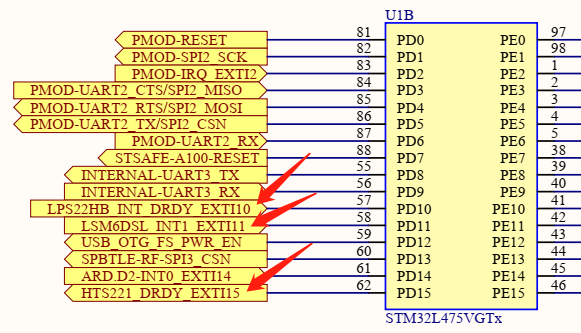 U1B
PMOD-RESET 81 PD0 PE0 97
PMOD-SPI2_SCK 82 PD1 PE1 98
PMOD-IRQ_EXTI2 83 PD2 PE2 1
PMOD-UART2_CTS/SPI2_MISO 84 PD3 PE3 2
PMOD-UART2_RTS/SPI2_MOSI 85 PD4 PE4 3
PMOD-UART2_TX/SPI2_CSN 86 PD5 PE5 4
PMOD-UART2_RX 87 PD6 PE6 5
STSAFE-A100-RESET 88 PD7 PE7 38
INTERNAL-UART3_TX 55 PD8 PE8 39
INTERNAL-UART3_RX 56 PD9 PE9 40
LPS22HB_INT_DRDY_EXTI10 57 PD10 PE10 41
LSM6DSL_INT1_EXTI11 58 PD11 PE11 42
USB_OTG_FS_PWR_EN 59 PD12 PE12 43
SPBTLE-RF-SPI3_CSN 60 PD13 PE13 44
ARD.D2-INT0_EXTI14 61 PD14 PE14 45
HTS221_DRDY_EXTI15 62 PD15 PE15 46
STM32L475VGTx